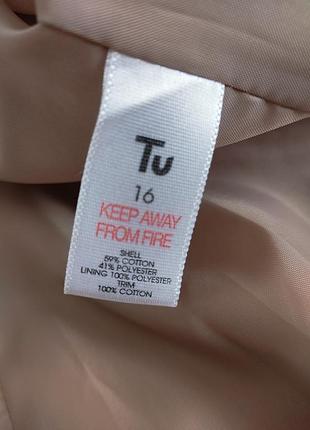 Tu
16
KEEP AWAY
FROM FIRE
SHELL
59% COTTON
41% POLYESTER
LINING 100% POLYESTER
TRIM
100% COTTON